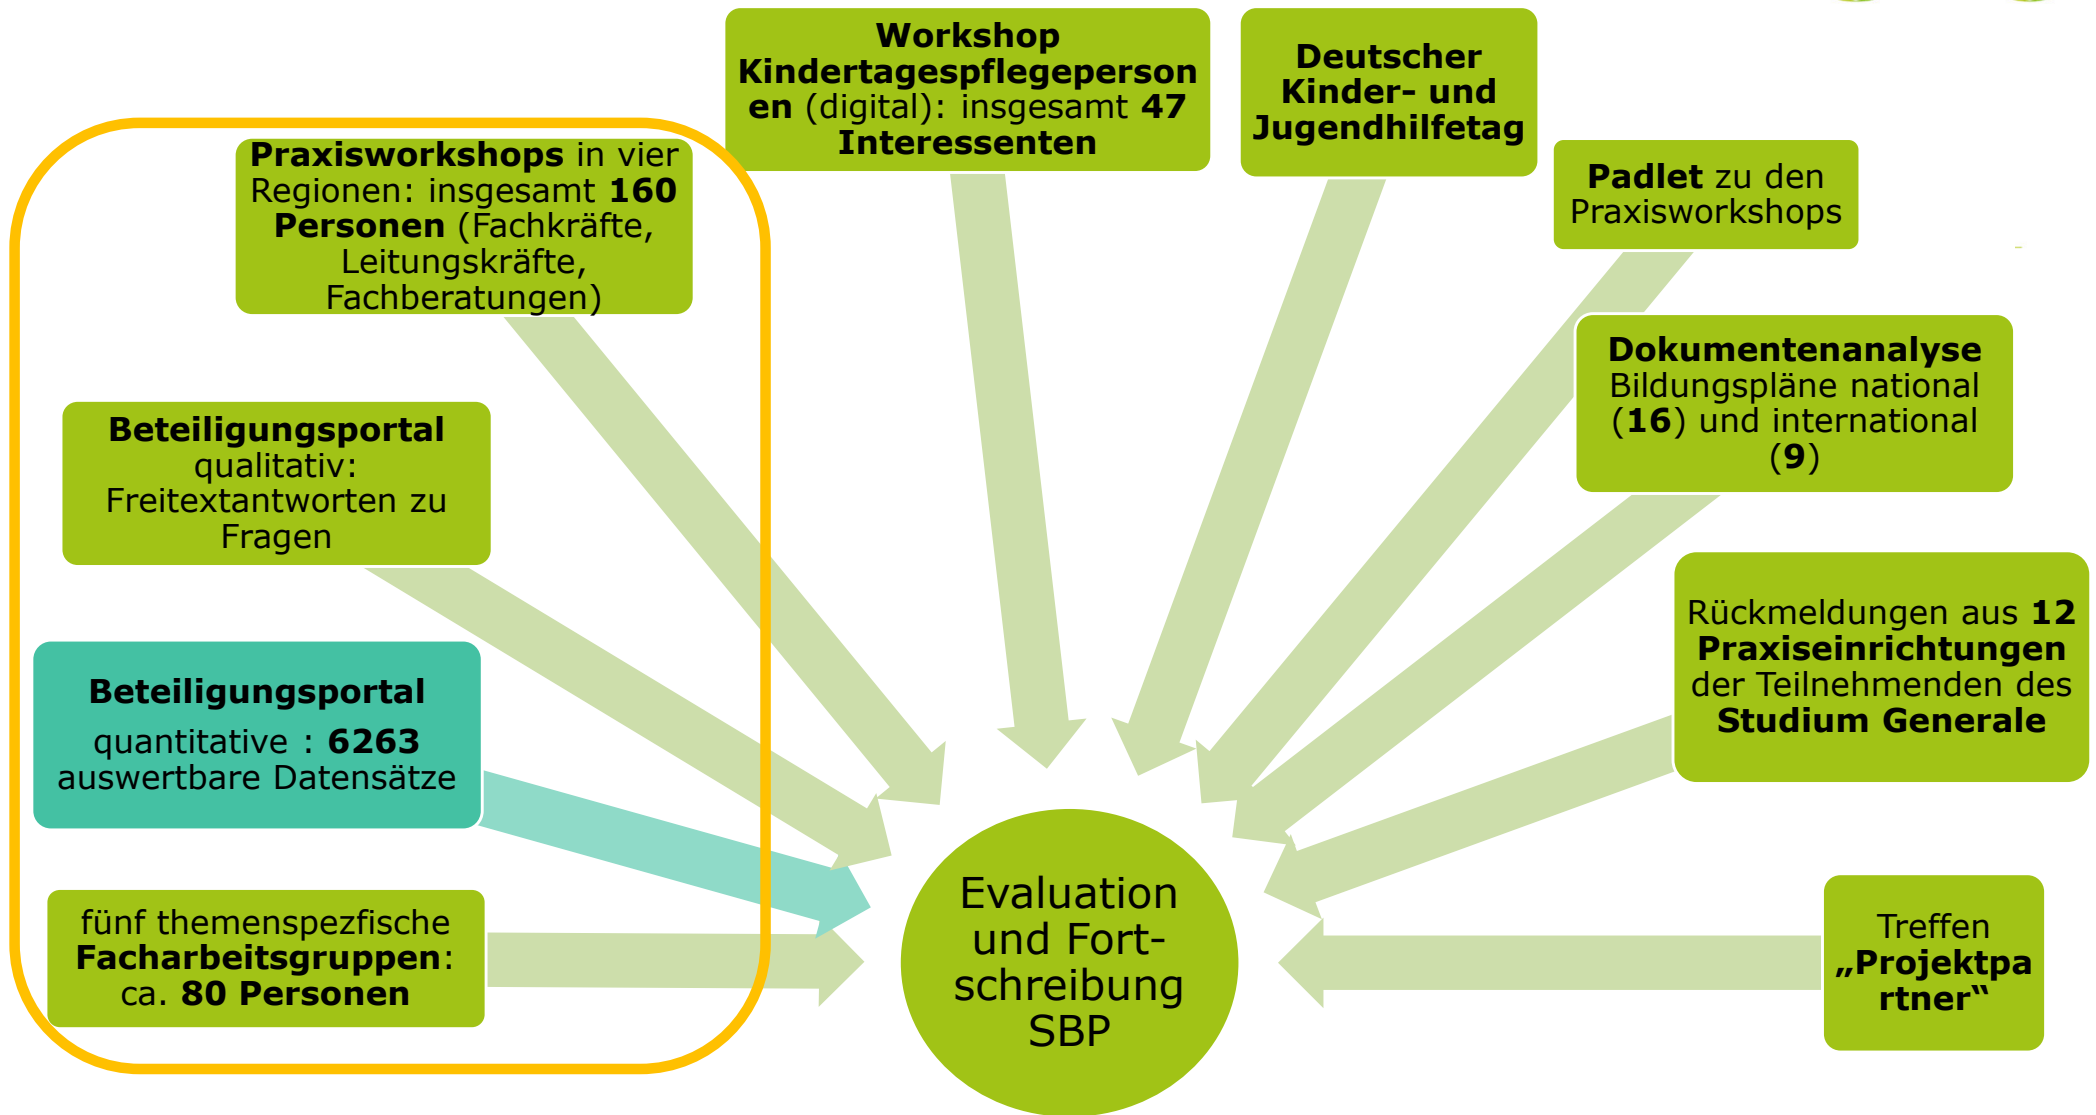 Workshop
Kindertagespflegeperson
en (digital): insgesamt 47
Interessenten
Deutscher
Kinder- und
Jugendhilfetag
Praxisworkshops in vier
Regionen: insgesamt 160
Personen (Fachkräfte,
Leitungskräfte,
Fachberatungen)
Padlet zu den
Praxisworkshops
Dokumentenanalyse
Bildungspläne national
(16) und international
(9)
Beteiligungsportal
qualitativ:
Freitextantworten zu
Fragen
Rückmeldungen aus 12
Praxiseinrichtungen
der Teilnehmenden des
Studium Generale
Beteiligungsportal
quantitative : 6263
auswertbare Datensätze
fünf themenspezfische
Facharbeitsgruppen:
ca. 80 Personen
Evaluation
und Fort-
schreibung
SBP
Treffen
„Projektpa
rtner“